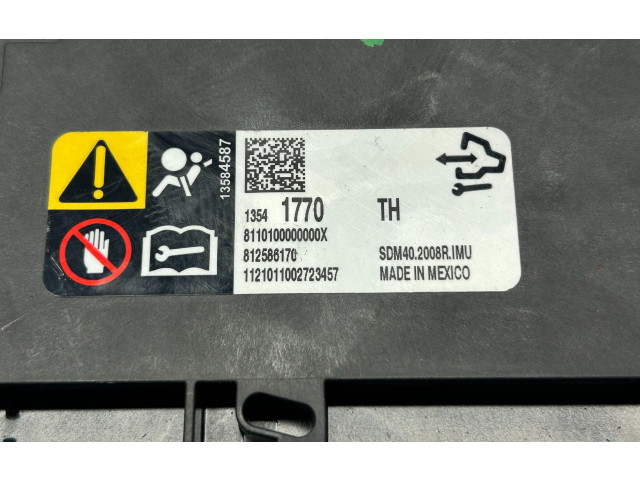 13584587
1354 1770 TH
8110100000000X
812586170 SDM40.2008R.IMU
1121011002723457 MADE IN MEXICO